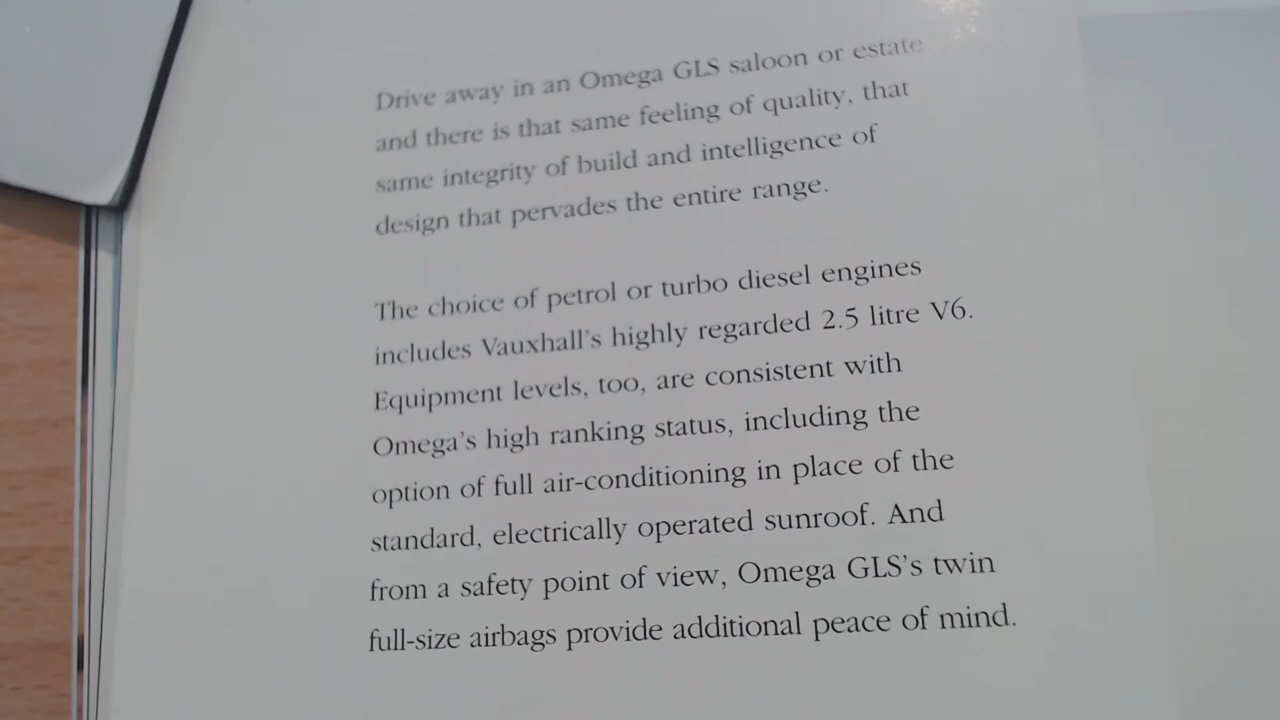 Drive away in an Omega GLS saloon or estate
and there is that same feeling of quality, that
same integrity of build and intelligence of
design that pervades the entire range.
The choice of petrol or turbo diesel engines
includes Vauxhall's highly regarded 2.5 litre V6.
Equipment levels, too, are consistent with
Omega's high ranking status, including the
option of full air-conditioning in place of the
standard, electrically operated sunroof. And
from a safety point of view, Omega GLS's twin
full-size airbags provide additional peace of mind.